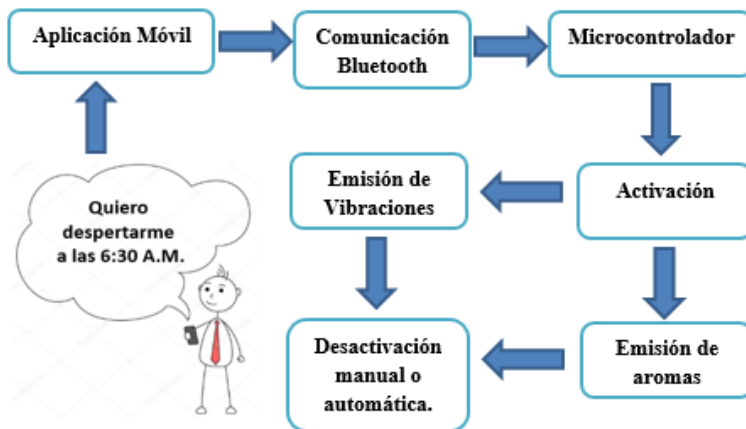 Aplicación Móvil
Comunicación
Bluetooth
Microcontrolador
Quiero
despertarme
a las 6:30 A.M.
Emisión de
Vibraciones
Activación
Desactivación
manual o
automática.
Emisión de
aromas